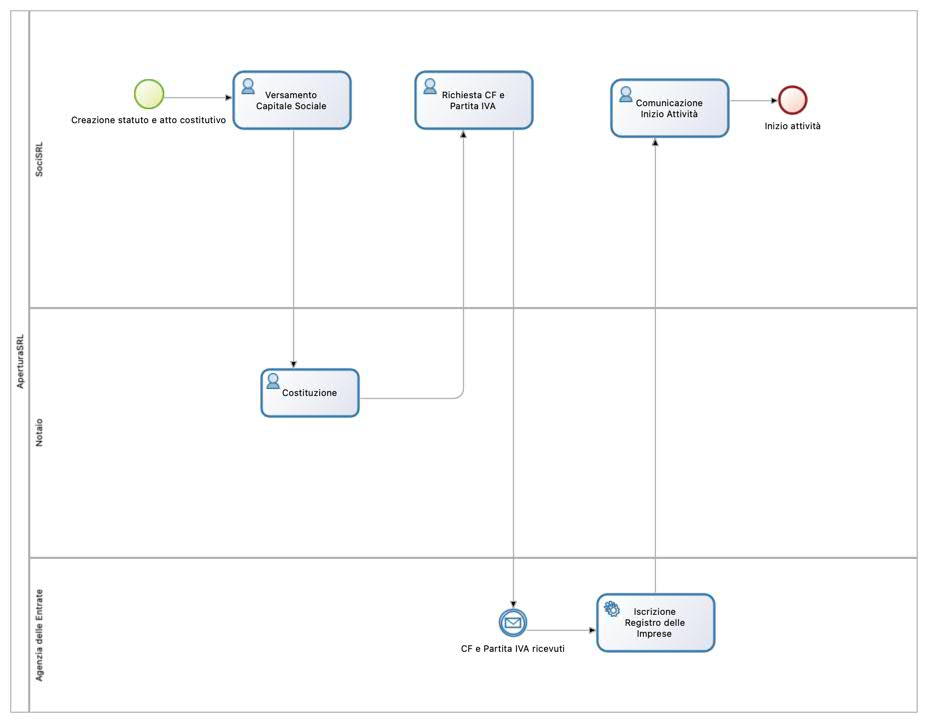 AperturaSRL
SociSRL
Creazione statuto e atto costitutivo
Versamento
Capitale Sociale
Richiesta CF e
Partita IVA
Comunicazione
Inizio Attività
Inizio attività
Notaio
Costituzione
Agenzia delle Entrate
CF e Partita IVA ricevuti
Iscrizione
Registro delle
Imprese